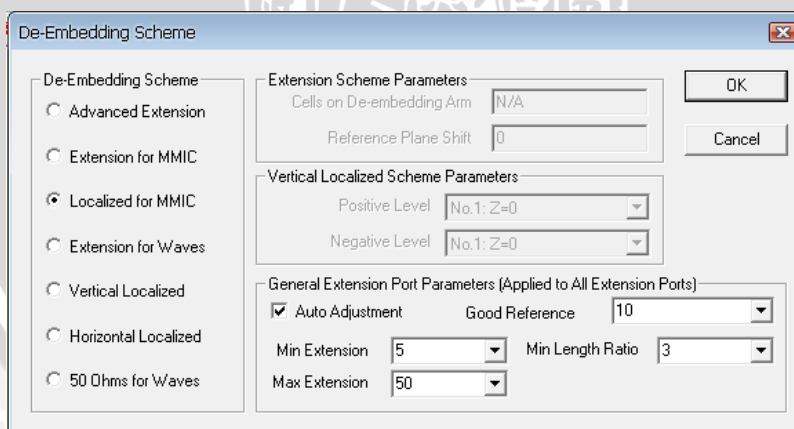 De-Embedding Scheme
De-Embedding Scheme
Advanced Extension
Extension for MMIC
Localized for MMIC
Extension for Waves
Vertical Localized
Horizontal Localized
50 Ohms for Waves
Extension Scheme Parameters
Cells on De-embedding Arm N/A
Reference Plane Shift 0
Vertical Localized Scheme Parameters
Positive Level No.1: Z=0
Negative Level No.1: Z=0
General Extension Port Parameters (Applied to All Extension Ports)
Auto Adjustment Good Reference 10
Min Extension 5 Min Length Ratio 3
Max Extension 50
OK
Cancel